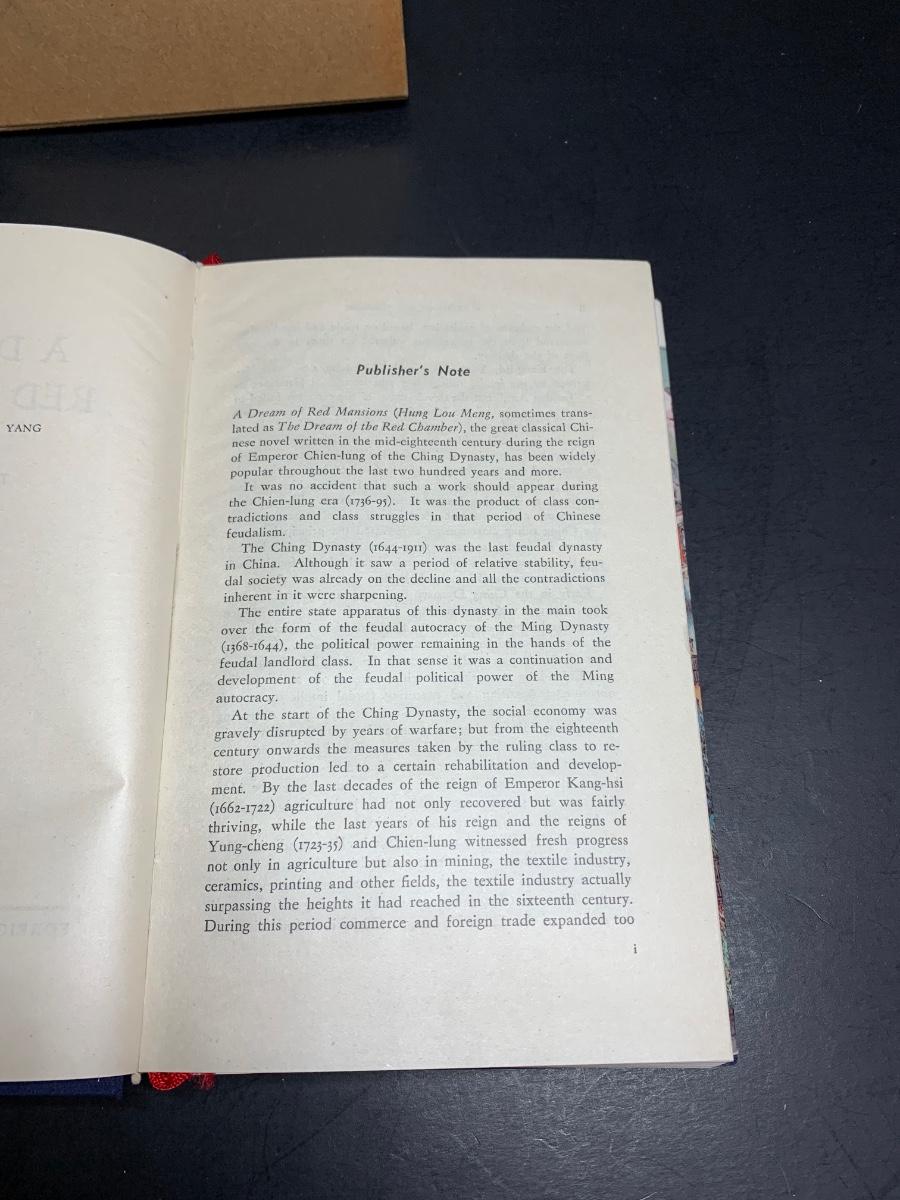 YANG
Publisher's Note
A Dream of Red Mansions (Hung Lou Meng, sometimes trans-
lated as The Dream of the Red Chamber), the great classical Chi-
nese novel written in the mid-eighteenth century during the reign
of Emperor Chien-lung of the Ching Dynasty, has been widely
popular throughout the last two hundred years and more.
It was no accident that such a work should appear during
the Chien-lung era (1736-95). It was the product of class con-
tradictions and class struggles in that period of Chinese
feudalism.
The Ching Dynasty (1644-1911) was the last feudal dynasty
in China. Although it saw a period of relative stability, feu-
dal society was already on the decline and all the contradictions
inherent in it were sharpening.
The entire state apparatus of this dynasty in the main took
over the form of the feudal autocracy of the Ming Dynasty
(1368-1644), the political power remaining in the hands of the
feudal landlord class. In that sense it was a continuation and
development of the feudal political power of the Ming
autocracy.
At the start of the Ching Dynasty, the social economy was
gravely disrupted by years of warfare; but from the eighteenth
century onwards the measures taken by the ruling class to re-
store production led to a certain rehabilitation and develop-
ment. By the last decades of the reign of Emperor Kang-hsi
(1662-1722) agriculture had not only recovered but was fairly
thriving, while the last years of his reign and the reigns of
Yung-cheng (1723-35) and Chien-lung witnessed fresh progress
not only in agriculture but also in mining, the textile industry,
ceramics, printing and other fields, the textile industry actually
surpassing the heights it had reached in the sixteenth century.
During this period commerce and foreign trade expanded too
i